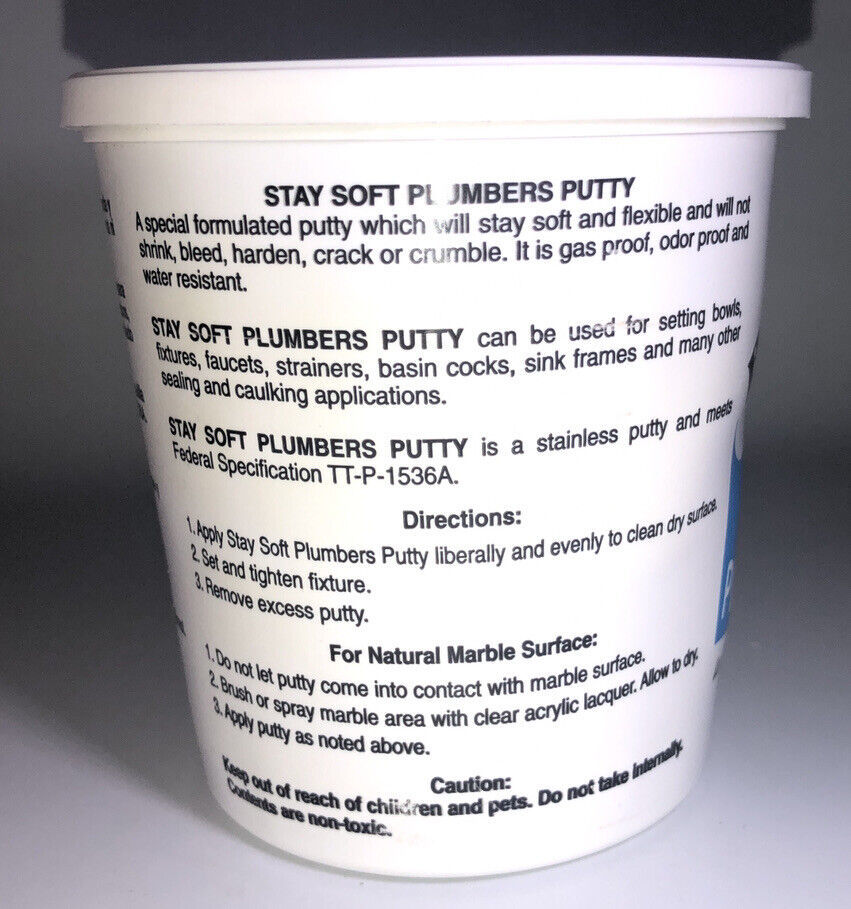 STAY SOFT PL JMBERS PUTTY
A special formulated putty which will stay soft and flexible and will not
shrink, bleed, harden, crack or crumble. It is gas proof, odor proof and
water resistant.
STAY SOFT PLUMBERS PUTTY can be used for setting bowls,
fixtures, faucets, strainers, basin cocks, sink frames and many other
sealing and caulking applications.
STAY SOFT PLUMBERS PUTTY is a stainless putty and meets
Federal Specification TT-P-1536A.
Directions:
1. Apply Stay Soft Plumbers Putty liberally and evenly to clean dry surface.
2. Set and tighten fixture.
3. Remove excess putty.
For Natural Marble Surface:
1. Do not let putty come into contact with marble surface.
2. Brush or spray marble area with clear acrylic lacquer. Allow to dry.
3. Apply putty as noted above.
Caution:
Keep out of reach of children and pets. Do not take internally.
Contents are non-toxic.